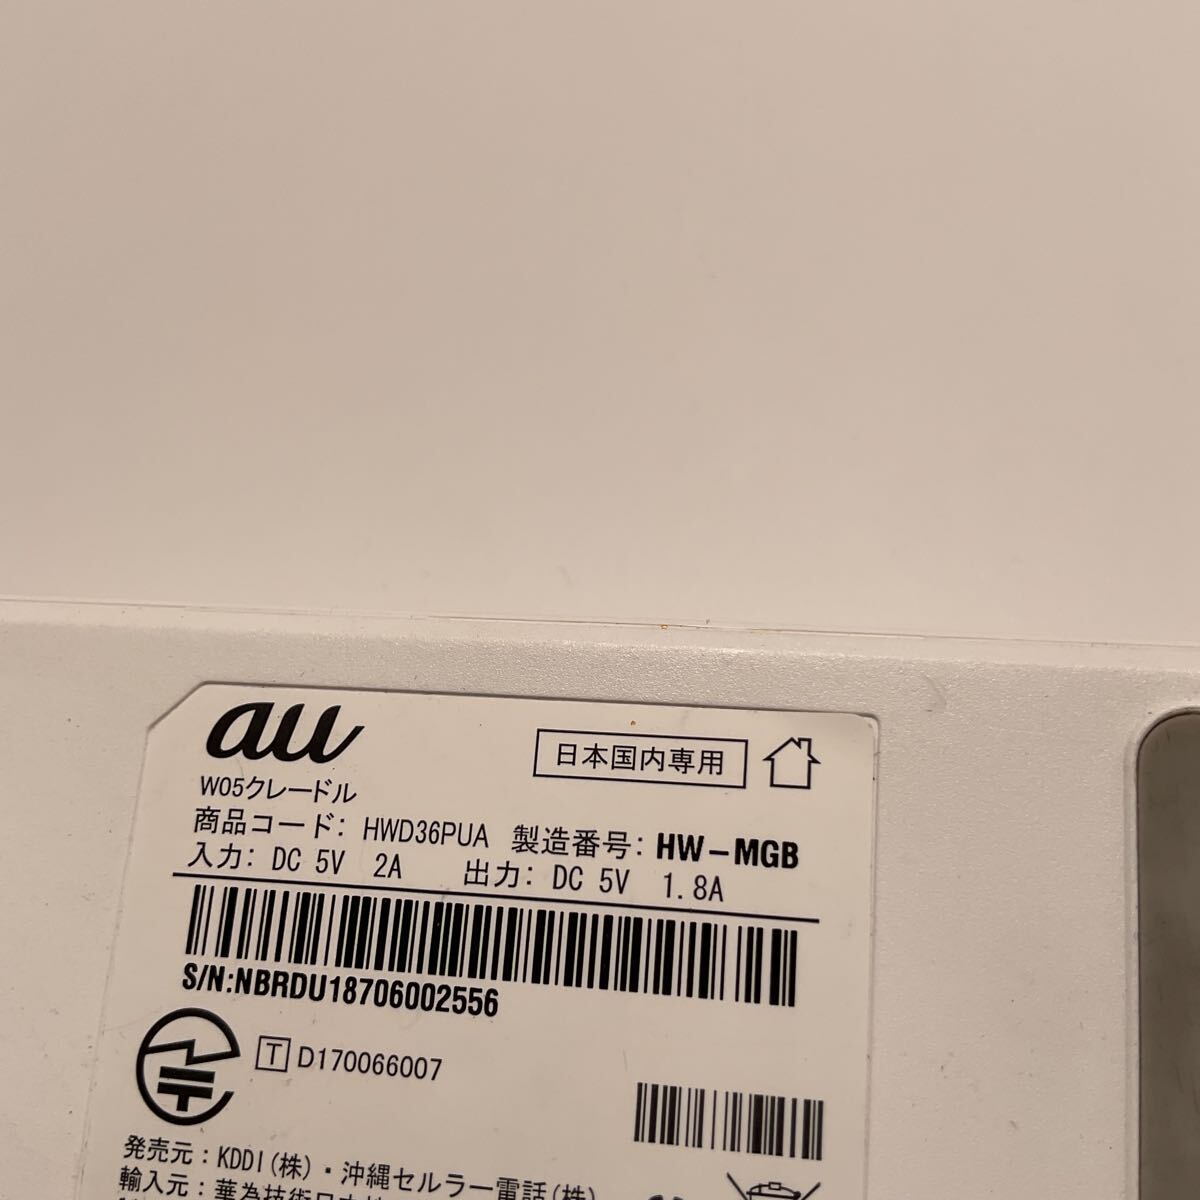 au
日本国内専用
W05クレードル
商品コード: HWD36PUA 製造番号: HW-MGB
入力: DC 5V 2A 出力: DC 5V 1.8A
S/N:NBRDU18706002556
T D170066007
発売元:KDDI(株)・沖縄セルラー電話(株)
輸入元:華為技術日本